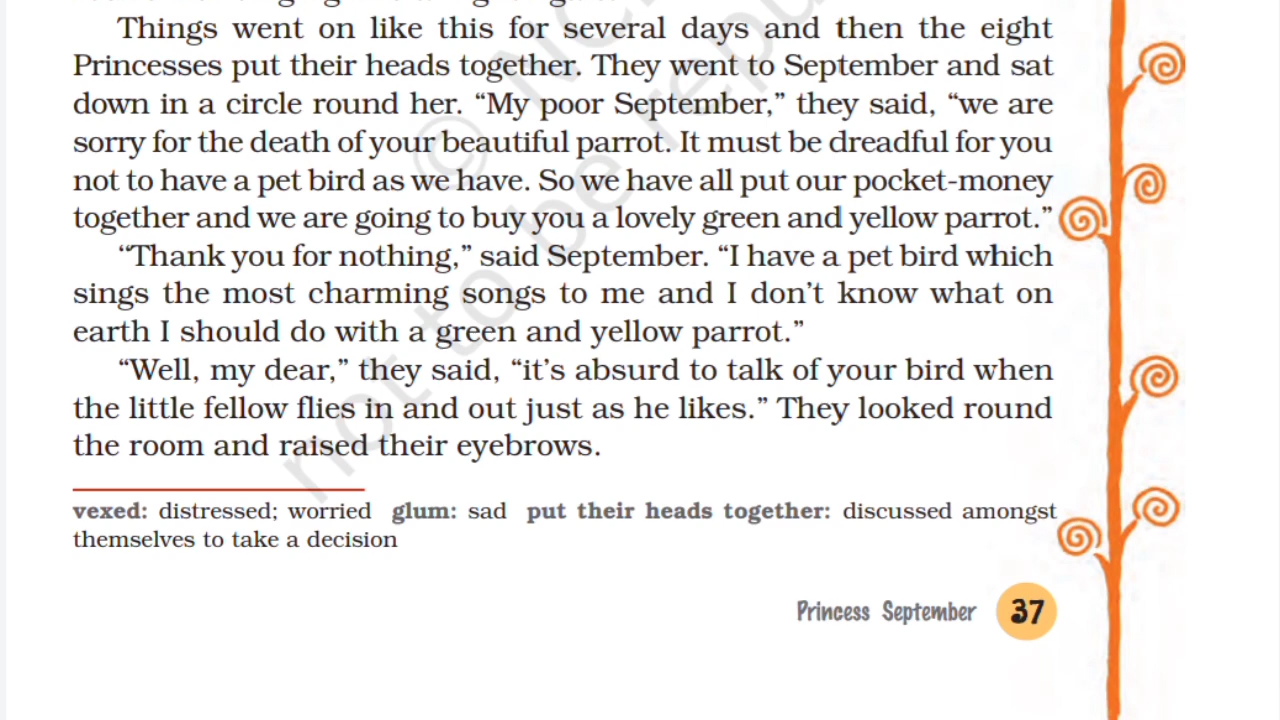 Things went on like this for several days and then the eight
Princesses put their heads together. They went to September and sat
down in a circle round her. “My poor September,” they said, “we are
sorry for the death of your beautiful parrot. It must be dreadful for you
not to have a pet bird as we have. So we have all put our pocket-money
together and we are going to buy you a lovely green and yellow parrot.”
“Thank you for nothing,” said September. “I have a pet bird which
sings the most charming songs to me and I don’t know what on
earth I should do with a green and yellow parrot.”
“Well, my dear,” they said, “it’s absurd to talk of your bird when
the little fellow flies in and out just as he likes.” They looked round
the room and raised their eyebrows.
vexed: distressed; worried glum: sad put their heads together: discussed amongst
themselves to take a decision
Princess September 37
not to be